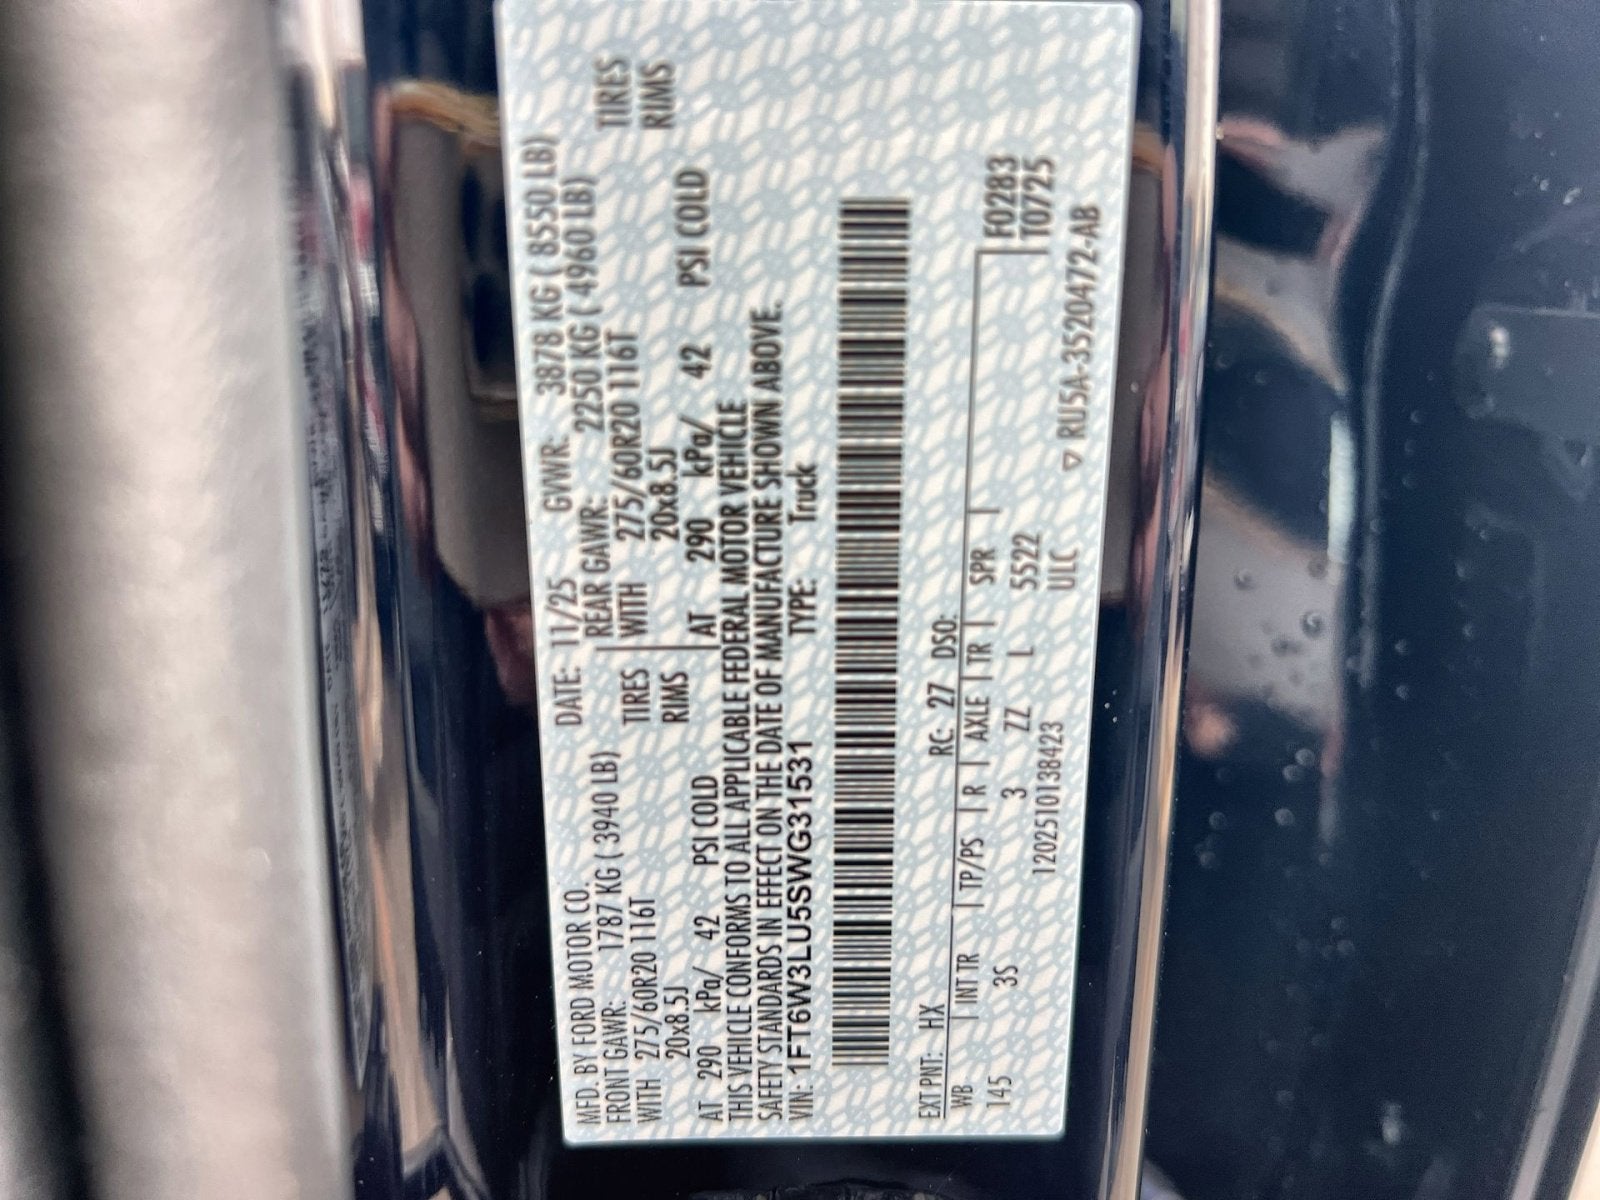 MFD. BY FORD MOTOR CO.
DATE: 11/25 GVWR: 3878 KG ( 8550 LB)
FRONT GAWR: 1787 KG ( 3940 LB) REAR GAWR: 2250 KG ( 4960 LB)
WITH 275/60R20 116T TIRES WITH 275/60R20 116T TIRES
20x8.5J RIMS 20x8.5J RIMS
AT 290 kPa/ 42 PSI COLD AT 290 kPa/ 42 PSI COLD
THIS VEHICLE CONFORMS TO ALL APPLICABLE FEDERAL MOTOR VEHICLE
SAFETY STANDARDS IN EFFECT ON THE DATE OF MANUFACTURE SHOWN ABOVE.
VIN: 1FT6W3LU5SWG31531 TYPE: Truck
EXT PNT: HX RC: 27 DSO:
WB INT TR TP/PS R AXLE TR SPR F0283
145 3S 3 ZZ L 5522 T0725
1202510138423 ULC ▽ RU5A-3520472-AB